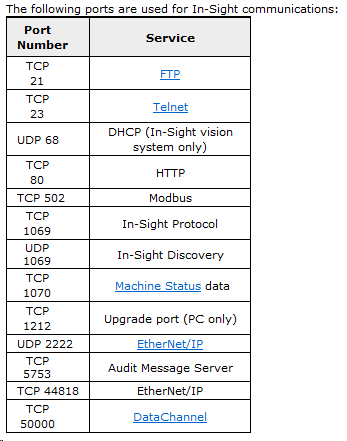 The following ports are used for In-Sight communications:
Port
Number
Service
TCP
21
FTP
TCP
23
Telnet
UDP 68
DHCP (In-Sight vision
system only)
TCP
80
HTTP
TCP 502
Modbus
TCP
1069
In-Sight Protocol
UDP
1069
In-Sight Discovery
TCP
1070
Machine Status data
TCP
1212
Upgrade port (PC only)
UDP 2222
EtherNet/IP
TCP
5753
Audit Message Server
TCP 44818
EtherNet/IP
TCP
50000
DataChannel